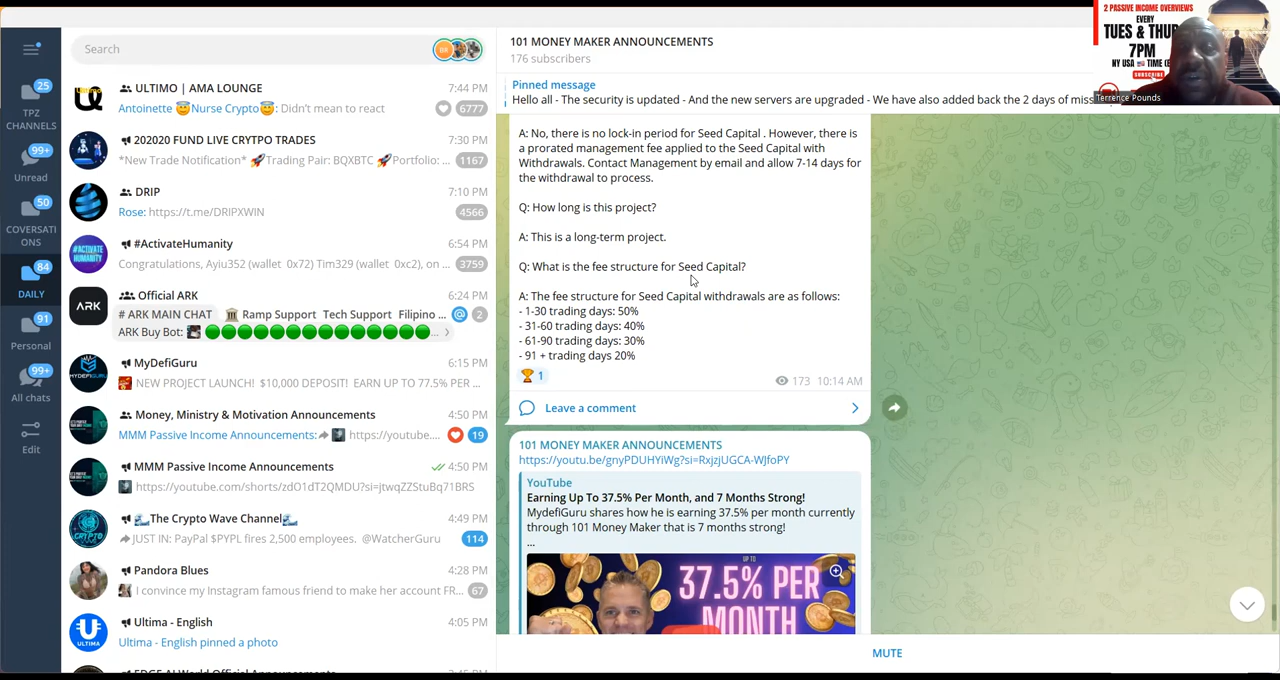 Search
25
TPZ
CHANNELS
99+
Unread
50
COVERSATI
ONS
84
DAILY
91
Personal
99+
All chats
Edit
ULTIMO | AMA LOUNGE
7:44 PM
Antoinette 😇Nurse Crypto😇: Didn't mean to react
6777
202020 FUND LIVE CRYTPO TRADES
7:30 PM
*New Trade Notification* 🚀Trading Pair: BQXBTC 🚀Portfolio: ...
1167
DRIP
7:10 PM
Rose: https://t.me/DRIPXWIN
4566
#ActivateHumanity
6:54 PM
Congratulations, Ayiu352 (wallet 0x72) Tim329 (wallet 0xc2), on ...
3759
ARK
Official ARK
6:24 PM
# ARK MAIN CHAT 🏛 Ramp Support Tech Support Filipino ...
@ 2
ARK Buy Bot: 🟢🟢🟢🟢🟢🟢🟢🟢🟢🟢🟢🟢🟢🟢...
MyDefiGuru
6:15 PM
🧧 NEW PROJECT LAUNCH! $10,000 DEPOSIT! EARN UP TO 77.5% PER ...
Money, Ministry & Motivation Announcements
4:50 PM
MMM Passive Income Announcements: https://youtube....
19
MMM Passive Income Announcements
4:50 PM
https://youtube.com/shorts/zdO1dT2QMDU?si=jtwqZZStuBq71BRS
🌊The Crypto Wave Channel🌊
4:49 PM
JUST IN: PayPal $PYPL fires 2,500 employees. @WatcherGuru
114
Pandora Blues
4:28 PM
I convince my Instagram famous friend to make her account FR...
67
Ultima - English
4:05 PM
Ultima - English pinned a photo
ULTIMA
101 MONEY MAKER ANNOUNCEMENTS
176 subscribers
Pinned message
Hello all - The security is updated - And the new servers are upgraded - We have also added back the 2 days of miss
A: No, there is no lock-in period for Seed Capital . However, there is
a prorated management fee applied to the Seed Capital with
Withdrawals. Contact Management by email and allow 7-14 days for
the withdrawal to process.
Q: How long is this project?
A: This is a long-term project.
Q: What is the fee structure for Seed Capital?
A: The fee structure for Seed Capital withdrawals are as follows:
- 1-30 trading days: 50%
- 31-60 trading days: 40%
- 61-90 trading days: 30%
- 91 + trading days 20%
🏆 1
173 10:14 AM
Leave a comment
101 MONEY MAKER ANNOUNCEMENTS
https://youtu.be/gnyPDUHYiWg?si=RxjzjUGCA-WJfoPY
YouTube
Earning Up To 37.5% Per Month, and 7 Months Strong!
MydefiGuru shares how he is earning 37.5% per month currently
through 101 Money Maker that is 7 months strong!
...
UP TO
37.5% PER
MONTH
MUTE
2 PASSIVE INCOME OVERVIEWS
EVERY
TUES & THU
7PM
NY USA TIME
SUBSCRIBE
Terrence Pounds